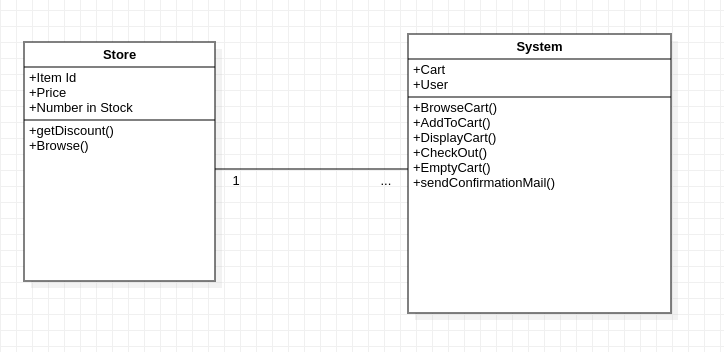 Store
+Item Id
+Price
+Number in Stock
+getDiscount()
+Browse()
1
...
System
+Cart
+User
+BrowseCart()
+AddToCart()
+DisplayCart()
+CheckOut()
+EmptyCart()
+sendConfirmationMail()